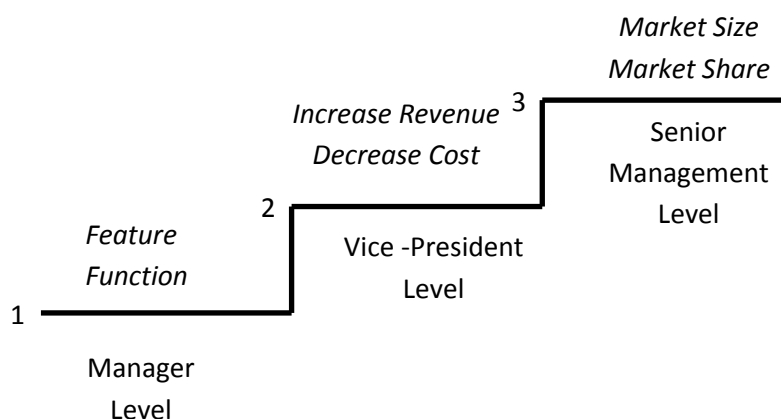 Market Size
Market Share
3
Increase Revenue
Decrease Cost
Senior
Management
Level
2
Feature
Function
Vice -President
Level
1
Manager
Level